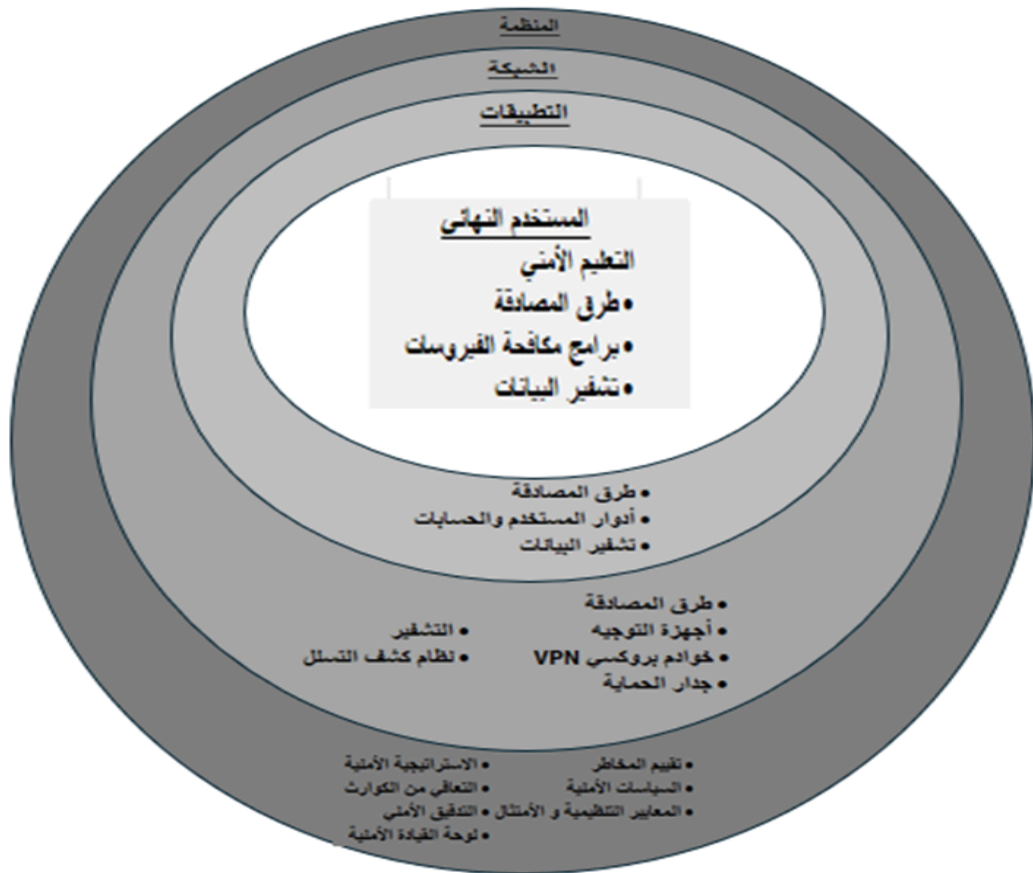 المنظمة
الشبكة
التطبيقات
المستخدم النهائي
التعليم الأمني
•طرق المصادقة
•برامج مكافحة الفيروسات
•تشفير البيانات
• طرق المصادقة
• أدوار المستخدم والحسابات
• تشفير البيانات
• طرق المصادقة
• أجهزة التوجيه
• خوادم بروكسي VPN
• جدار الحماية
• التشفير
• نظام كشف التسلل
• تقييم المخاطر
• السياسات الأمنية
• المعايير التنظيمية و الأمتثال
• الاستراتيجية الأمنية
• التعافي من الكوارث
• التدقيق الأمني
• لوحة القيادة الأمنية